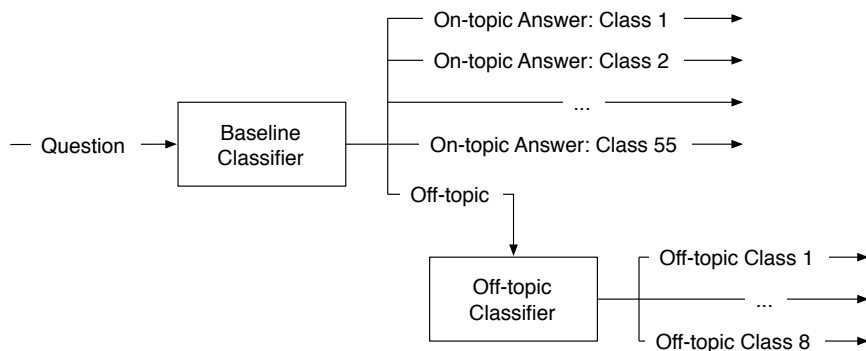 On-topic Answer: Class 1
On-topic Answer: Class 2
...
Question
Baseline
Classifier
On-topic Answer: Class 55
Off-topic
Off-topic
Classifier
Off-topic Class 1
...
Off-topic Class 8